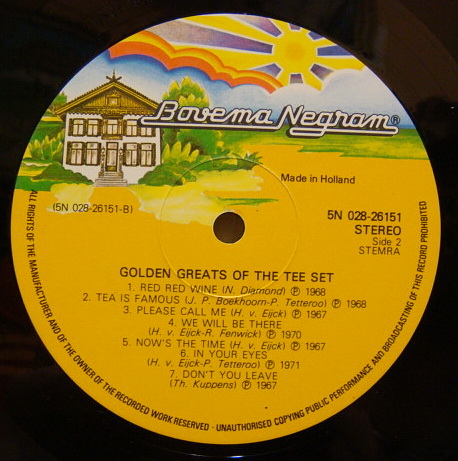 Bovema Negram®
Made in Holland
(5N 028-26151-B)
5N 028-26151
STEREO
Side 2
STEMRA
GOLDEN GREATS OF THE TEE SET
1. RED RED WINE (N. Diamond) Ⓟ 1968
2. TEA IS FAMOUS (J. P. Boekhoorn-P. Tetteroo) Ⓟ 1968
3. PLEASE CALL ME (H. v. Eijck) Ⓟ 1967
4. WE WILL BE THERE
(H. v. Eijck-R. Fenwick) Ⓟ 1970
5. NOW'S THE TIME (H. v. Eijck) Ⓟ 1967
6. IN YOUR EYES
(H. v. Eijck-P. Tetteroo) Ⓟ 1971
7. DON'T YOU LEAVE
(Th. Kuppens) Ⓟ 1967
ALL RIGHTS OF THE MANUFACTURER AND OF THE OWNER OF THE RECORDED WORK RESERVED - UNAUTHORISED COPYING PUBLIC PERFORMANCE AND BROADCASTING OF THIS RECORD PROHIBITED